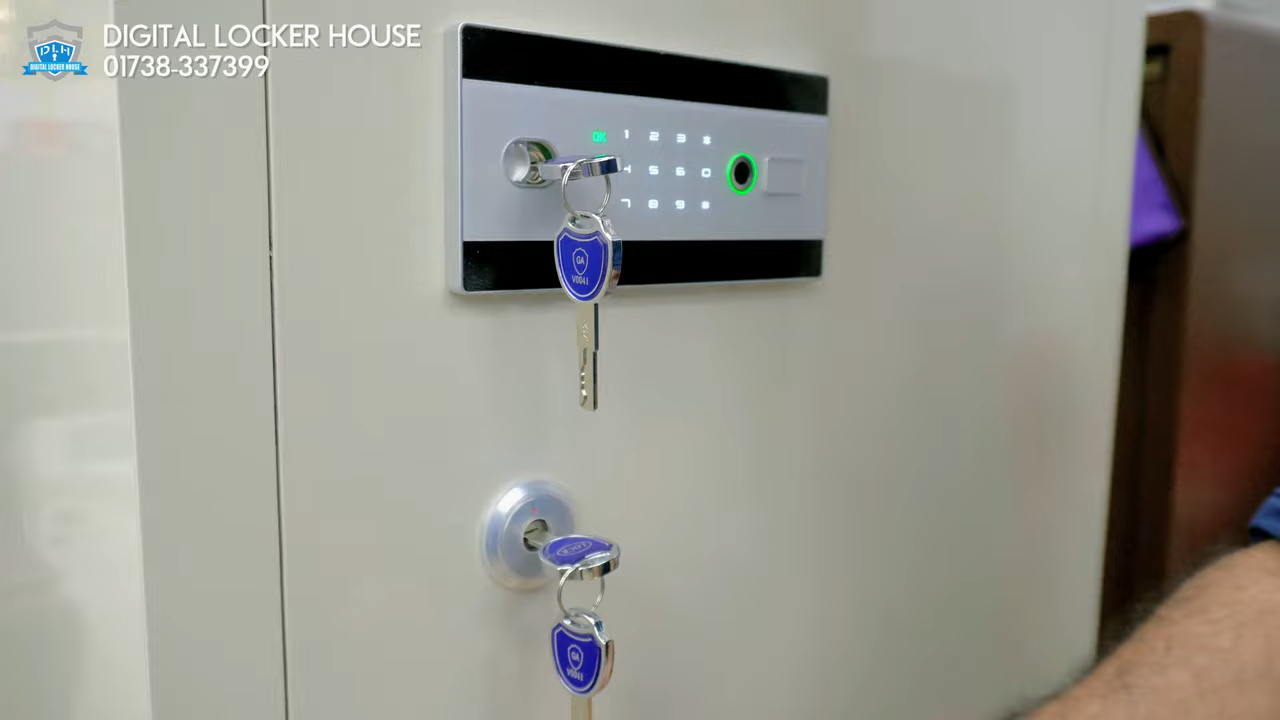 DIGITAL LOCKER HOUSE
01738-337399
DLH
DIGITAL LOCKER HOUSE
OK 1 2 3 *
4 5 6 0
7 8 9 #
GA
V0041
LOCK
GA
V0041